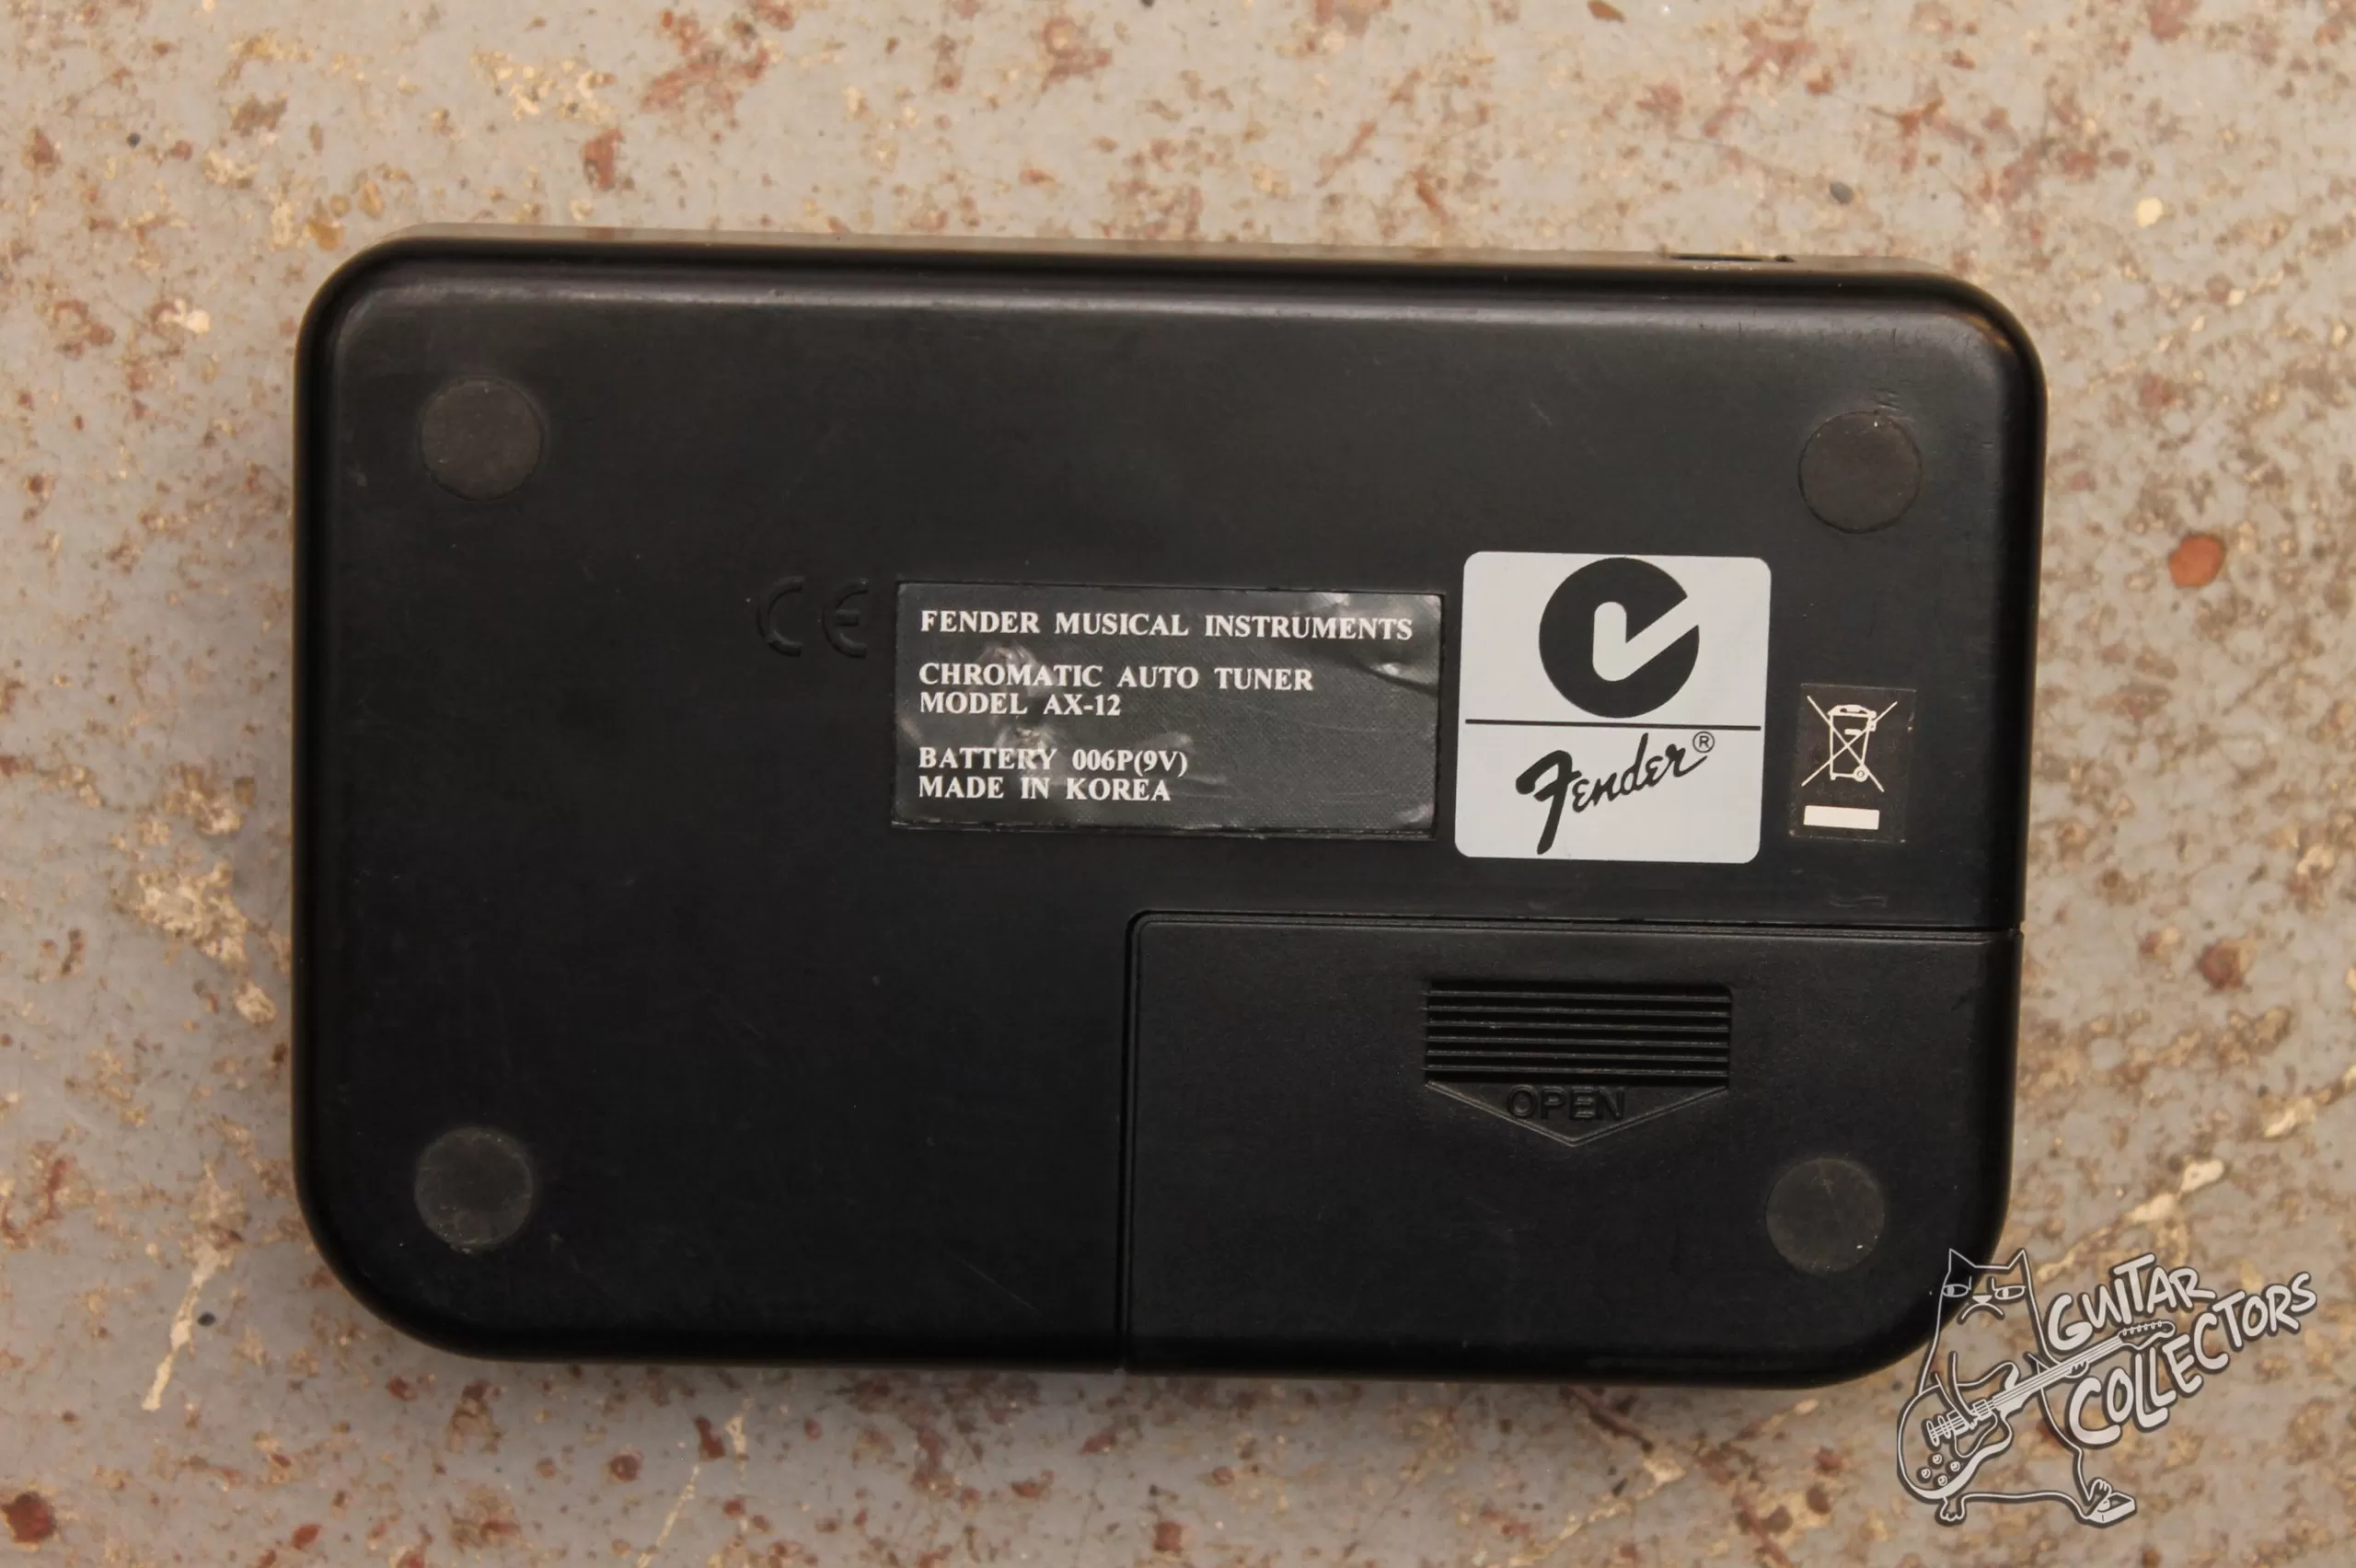 CE
FENDER MUSICAL INSTRUMENTS
CHROMATIC AUTO TUNER
MODEL AX-12
BATTERY 006P(9V)
MADE IN KOREA
Fender®
OPEN
GUITAR
COLLECTORS